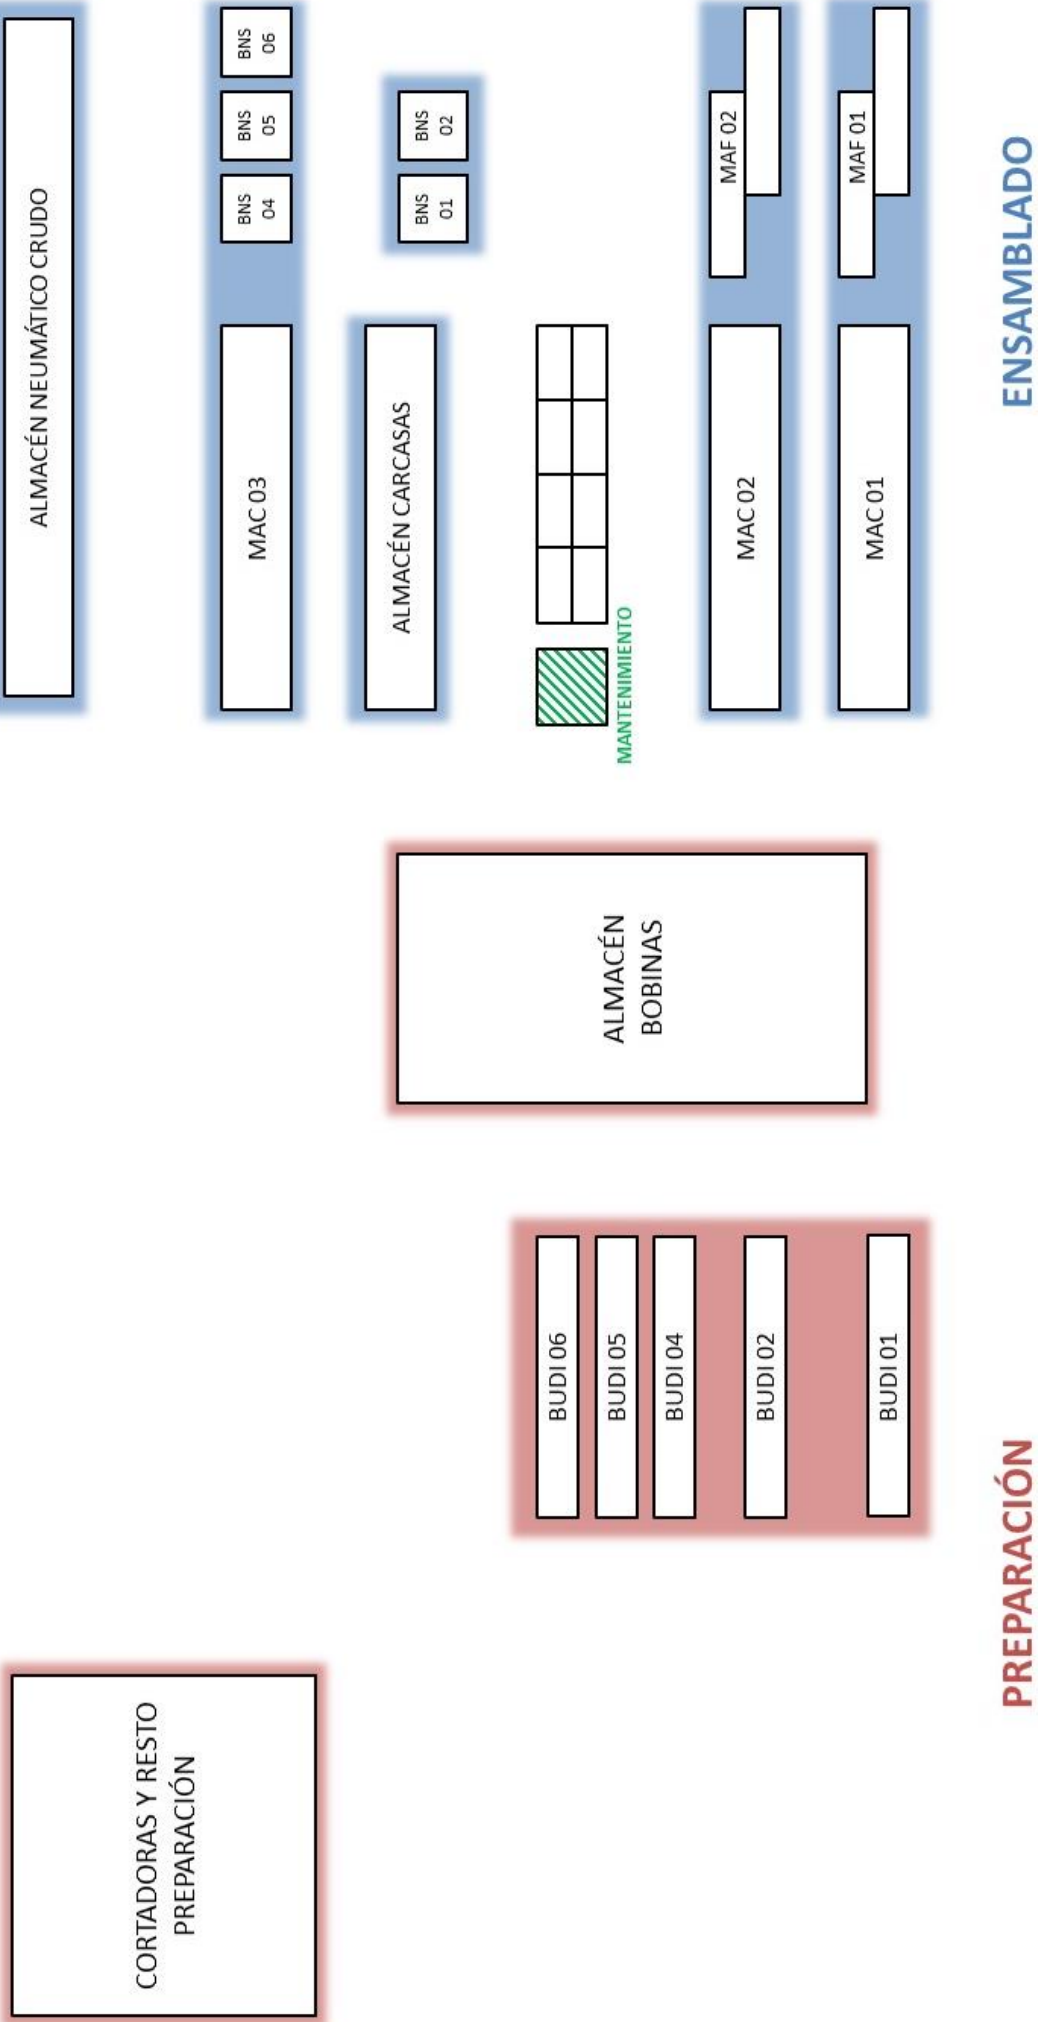 CORTADORAS Y RESTO
PREPARACIÓN
BUDI 06
BUDI 05
BUDI 04
BUDI 02
BUDI 01
PREPARACIÓN
ALMACÉN
BOBINAS
ALMACÉN NEUMÁTICO CRUDO
MAC 03
BNS
04
BNS
05
BNS
06
ALMACÉN CARCASAS
BNS
01
BNS
02
MANTENIMIENTO
MAC 02
MAF 02
MAC 01
MAF 01
ENSAMBLADO